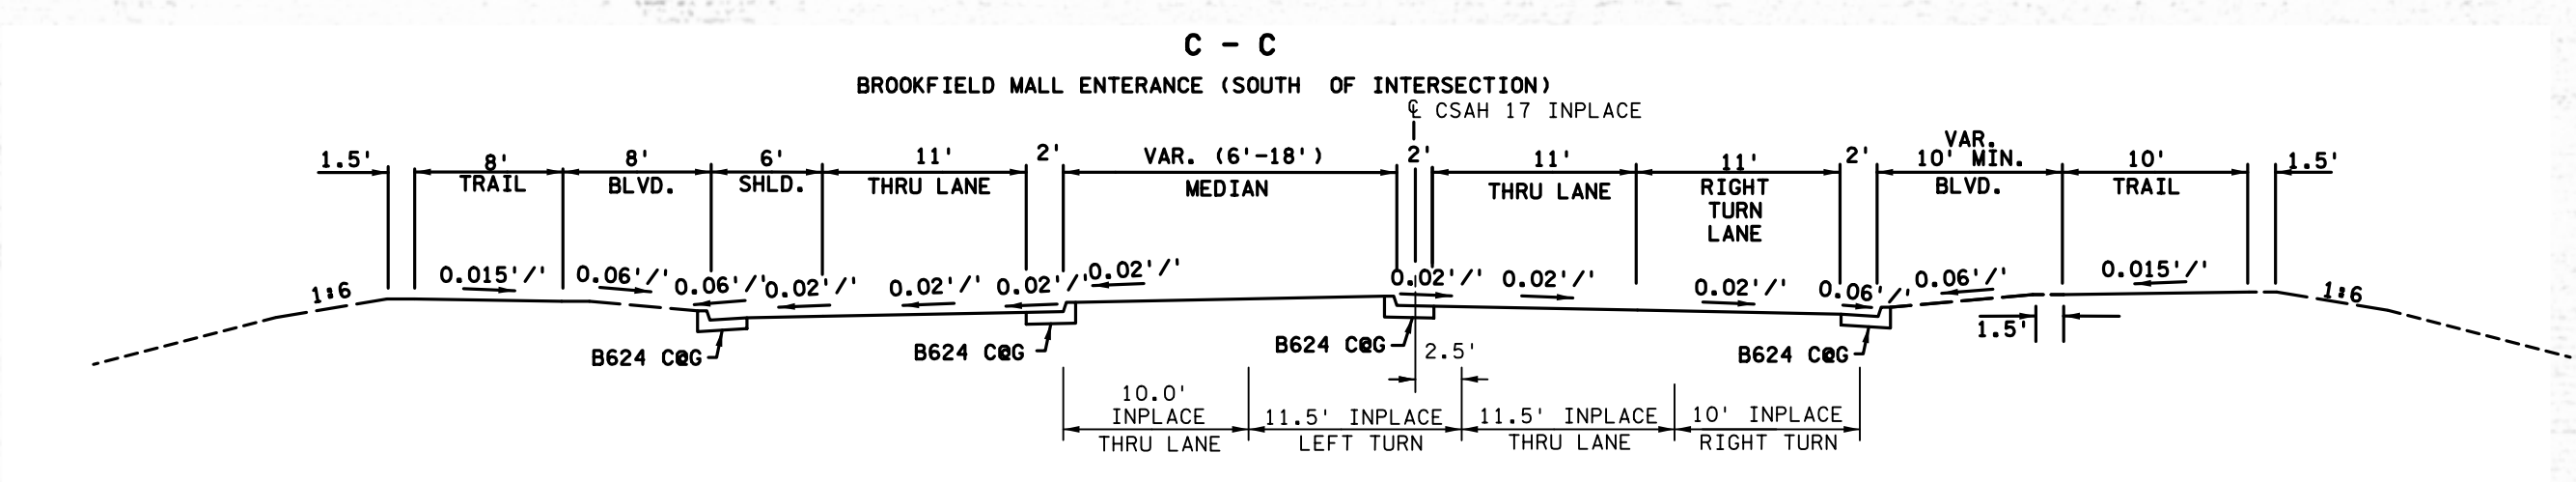 C - C
BROOKFIELD MALL ENTERANCE (SOUTH OF INTERSECTION)
℄ CSAH 17 INPLACE
1.5' 8' 8' 6' 11' 2' VAR. (6'-18') 2' 11' 11' 2' VAR. 10' 1.5'
10' MIN.
TRAIL BLVD. SHLD. THRU LANE MEDIAN THRU LANE RIGHT BLVD. TRAIL
TURN
LANE
1:6 0.015'/' 0.06'/' 0.06'/' 0.02'/' 0.02'/' 0.02'/' 0.02'/' 0.02'/' 0.02'/' 0.02'/' 0.06'/' 0.06'/' 0.015'/' 1:6
1.5'
B624 C@G B624 C@G B624 C@G B624 C@G
2.5'
10.0'
INPLACE 11.5' INPLACE 11.5' INPLACE 10' INPLACE
THRU LANE LEFT TURN THRU LANE RIGHT TURN